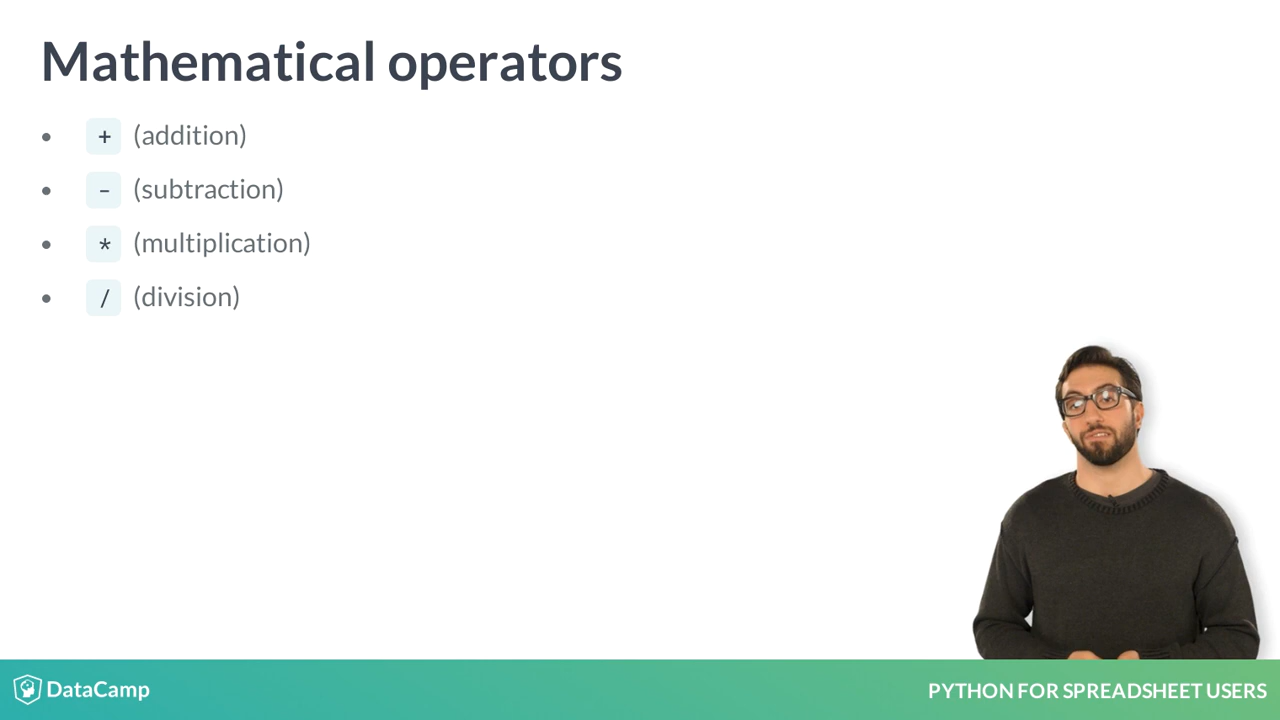 Mathematical operators
• + (addition)
• - (subtraction)
• * (multiplication)
• / (division)
DataCamp
PYTHON FOR SPREADSHEET USERS